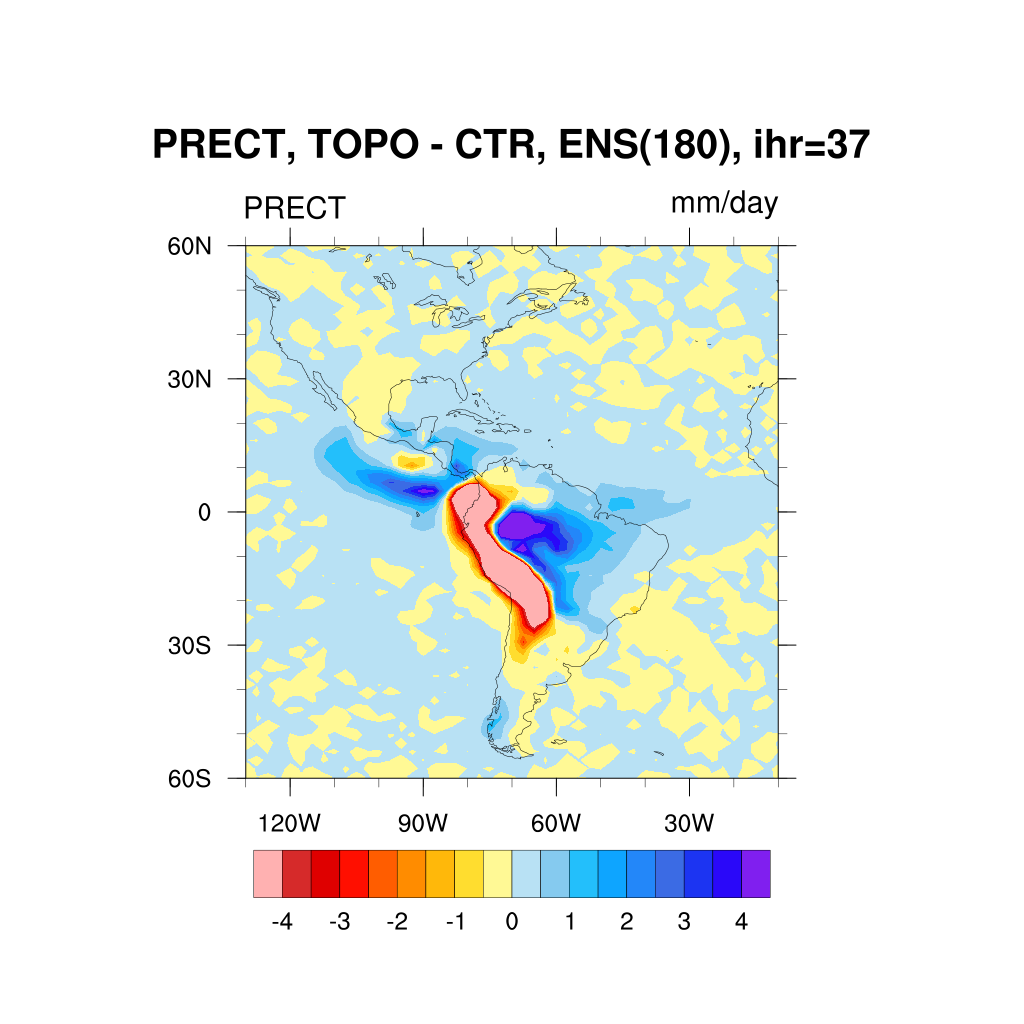 PRECT, TOPO - CTR, ENS(180), ihr=37
PRECT mm/day
60N
30N
0
30S
60S
120W 90W 60W 30W
-4 -3 -2 -1 0 1 2 3 4